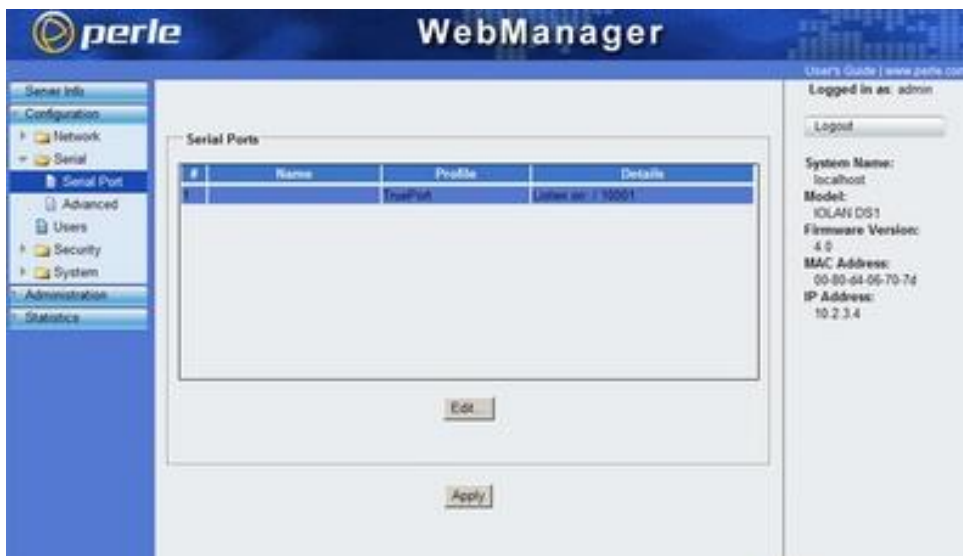 perle
WebManager
User's Guide | www.perle.com
Server Info
Configuration
Network
Serial
Serial Port
Advanced
Users
Security
System
Administration
Statistics
Serial Ports
# Name Profile Details
1 TruePort Listen on: / 10001
Edit...
Apply
Logged in as: admin
Logout
System Name:
localhost
Model:
IOLAN DS1
Firmware Version:
4.0
MAC Address:
00-80-d4-06-70-7d
IP Address:
10.2.3.4